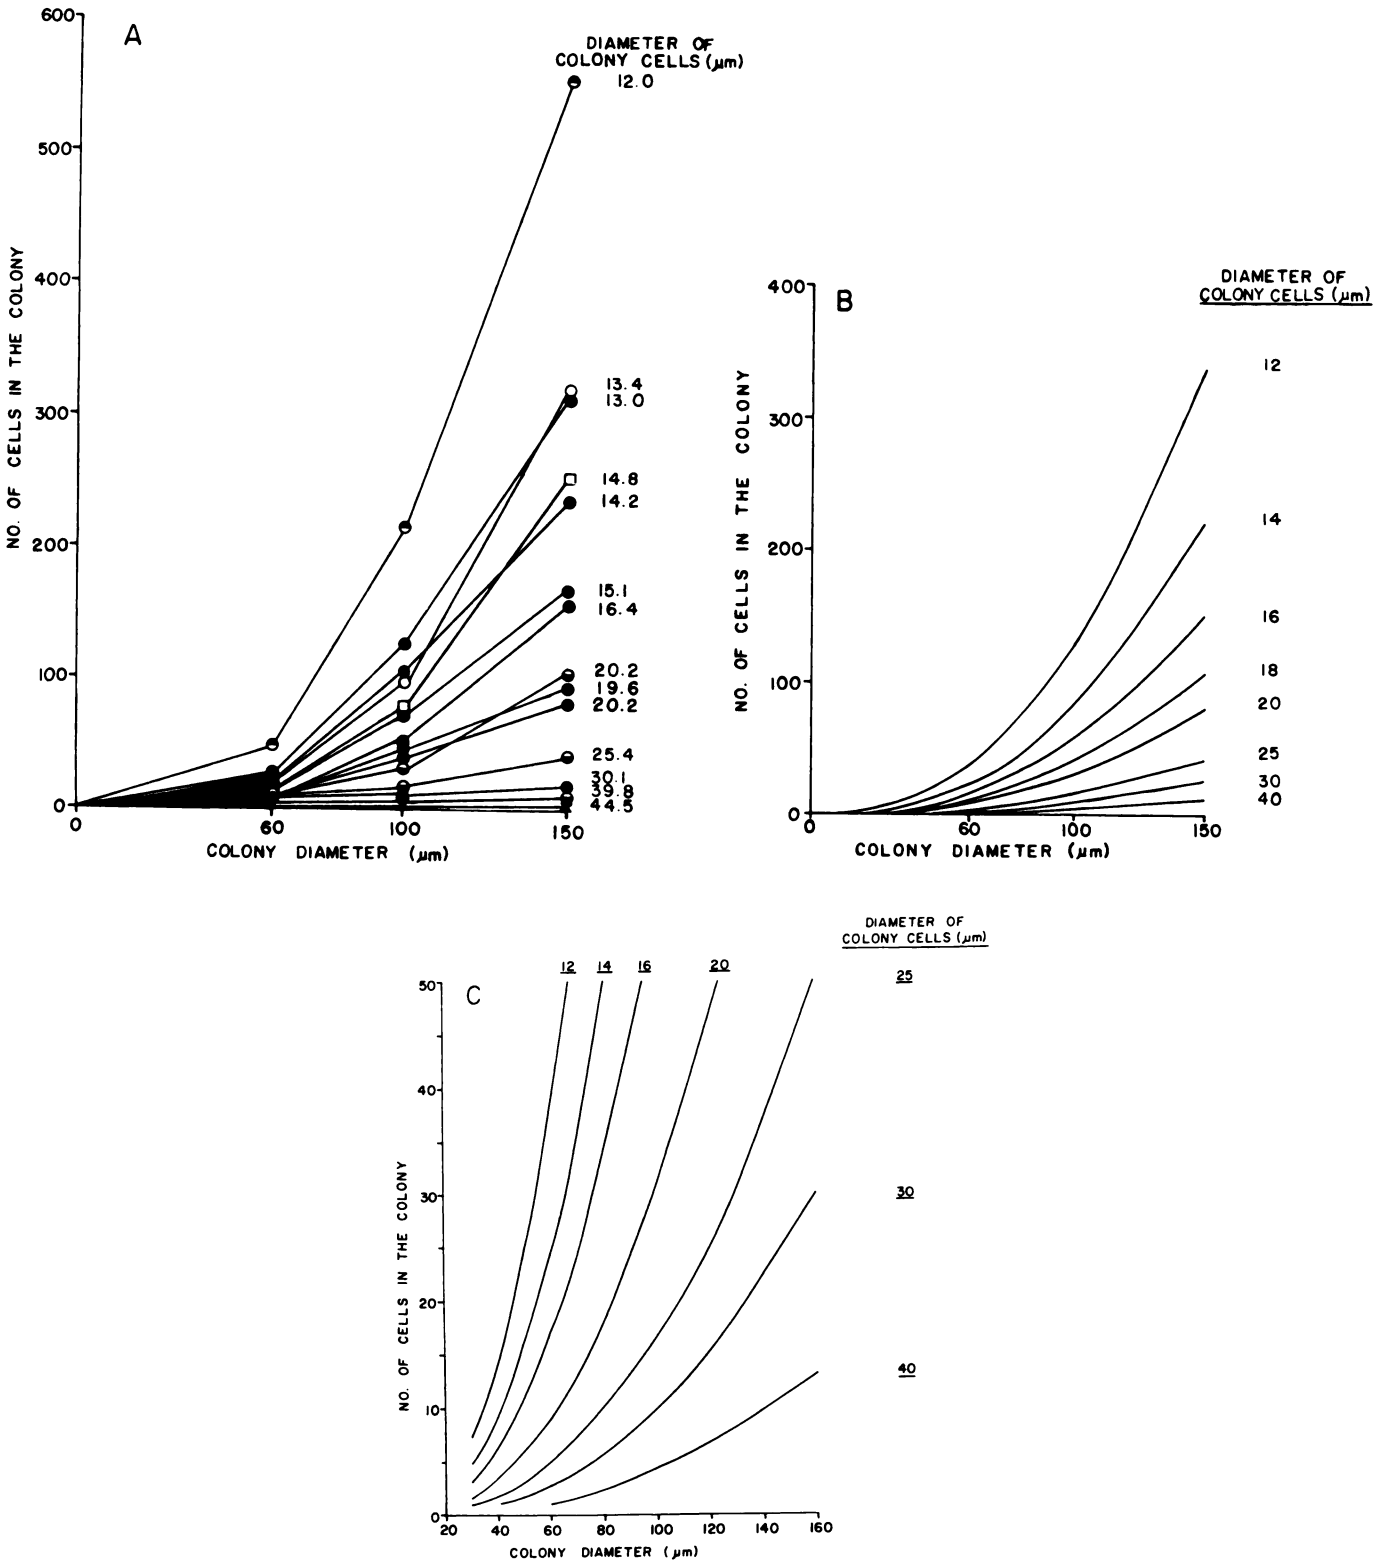 A
DIAMETER OF
COLONY CELLS (µm)
12.0
600
500
400
300
200
100
0
NO. OF CELLS IN THE COLONY
13.4
13.0
14.8
14.2
15.1
16.4
20.2
19.6
20.2
25.4
30.1
39.8
44.5
0 60 100 150
COLONY DIAMETER (µm)
B
DIAMETER OF
COLONY CELLS (µm)
400
300
200
100
0
NO. OF CELLS IN THE COLONY
12
14
16
18
20
25
30
40
0 60 100 150
COLONY DIAMETER (µm)
DIAMETER OF
COLONY CELLS (µm)
12 14 16 20 25
C
50
40
30
20
10
0
NO. OF CELLS IN THE COLONY
30
40
20 40 60 80 100 120 140 160
COLONY DIAMETER (µm)